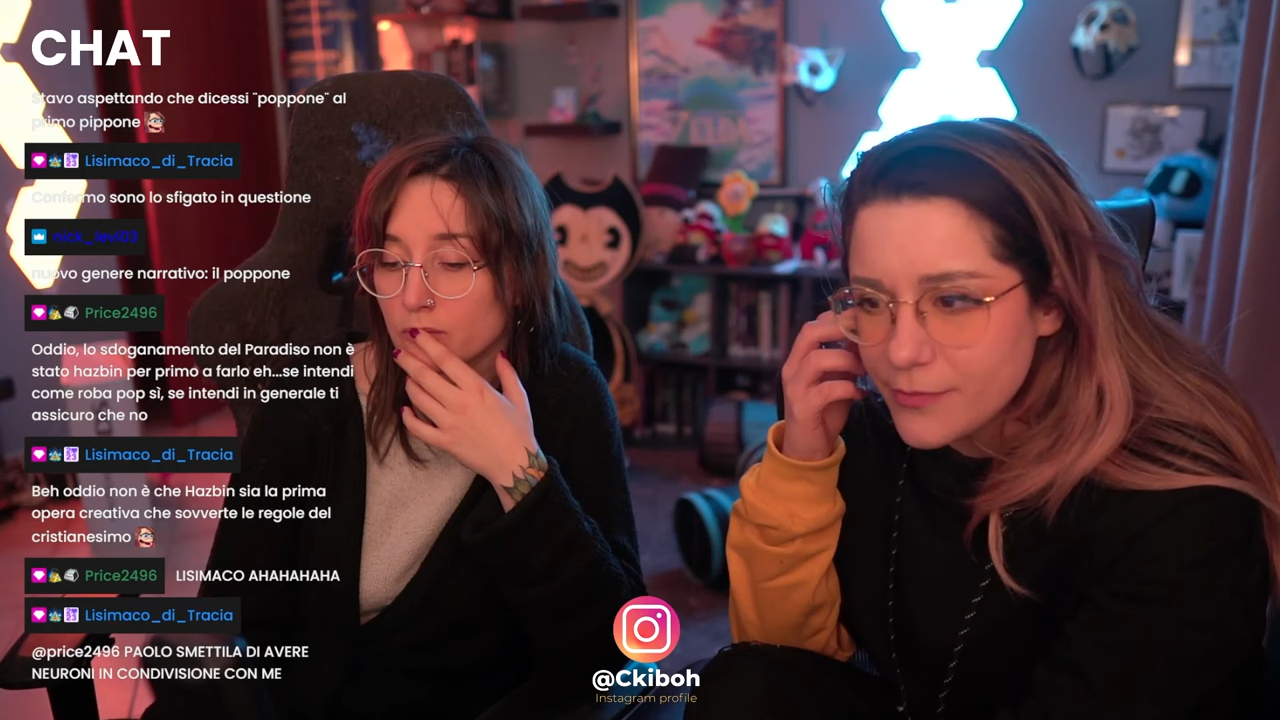 CHAT
Stavo aspettando che dicessi "poppone" al
primo pippone
Lisimaco_di_Tracia
Confermo sono lo sfigato in questione
nick_levi03
nuovo genere narrativo: il poppone
Price2496
Oddio, lo sdoganamento del Paradiso non è
stato hazbin per primo a farlo eh...se intendi
come roba pop sì, se intendi in generale ti
assicuro che no
Lisimaco_di_Tracia
Beh oddio non è che Hazbin sia la prima
opera creativa che sovverte le regole del
cristianesimo
Price2496 LISIMACO AHAHAHAHA
Lisimaco_di_Tracia
@price2496 PAOLO SMETTILA DI AVERE
NEURONI IN CONDIVISIONE CON ME
@Ckiboh
Instagram profile